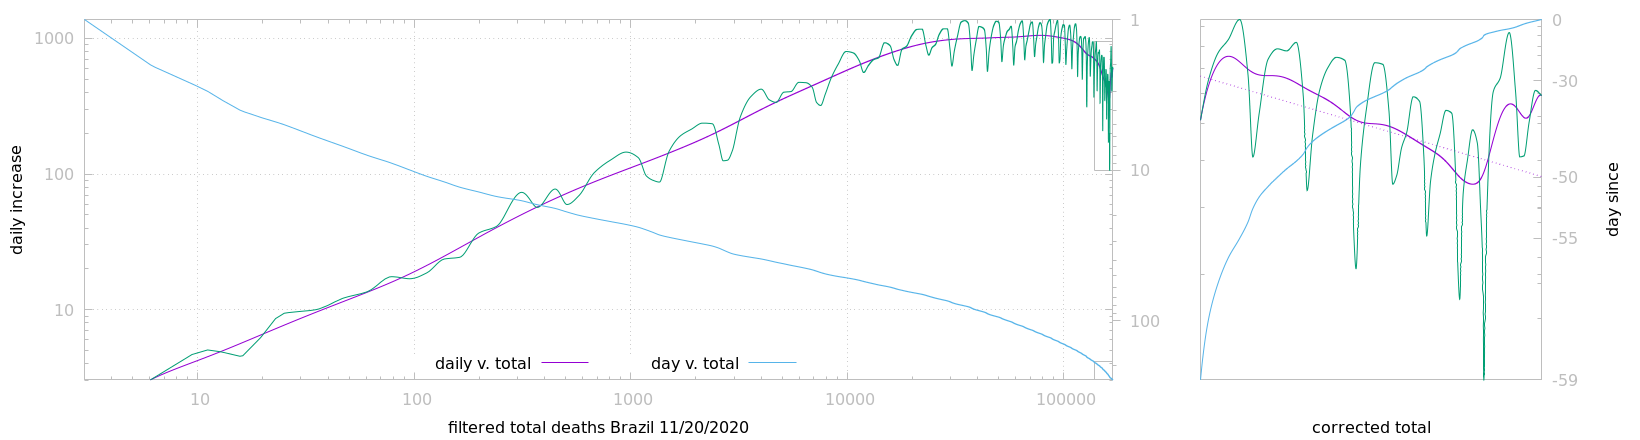 1000
100
10
daily increase
10
100
1000
10000
100000
filtered total deaths Brazil 11/20/2020
daily v. total
day v. total
1
10
100
0
-30
-50
-55
-59
day since
corrected total